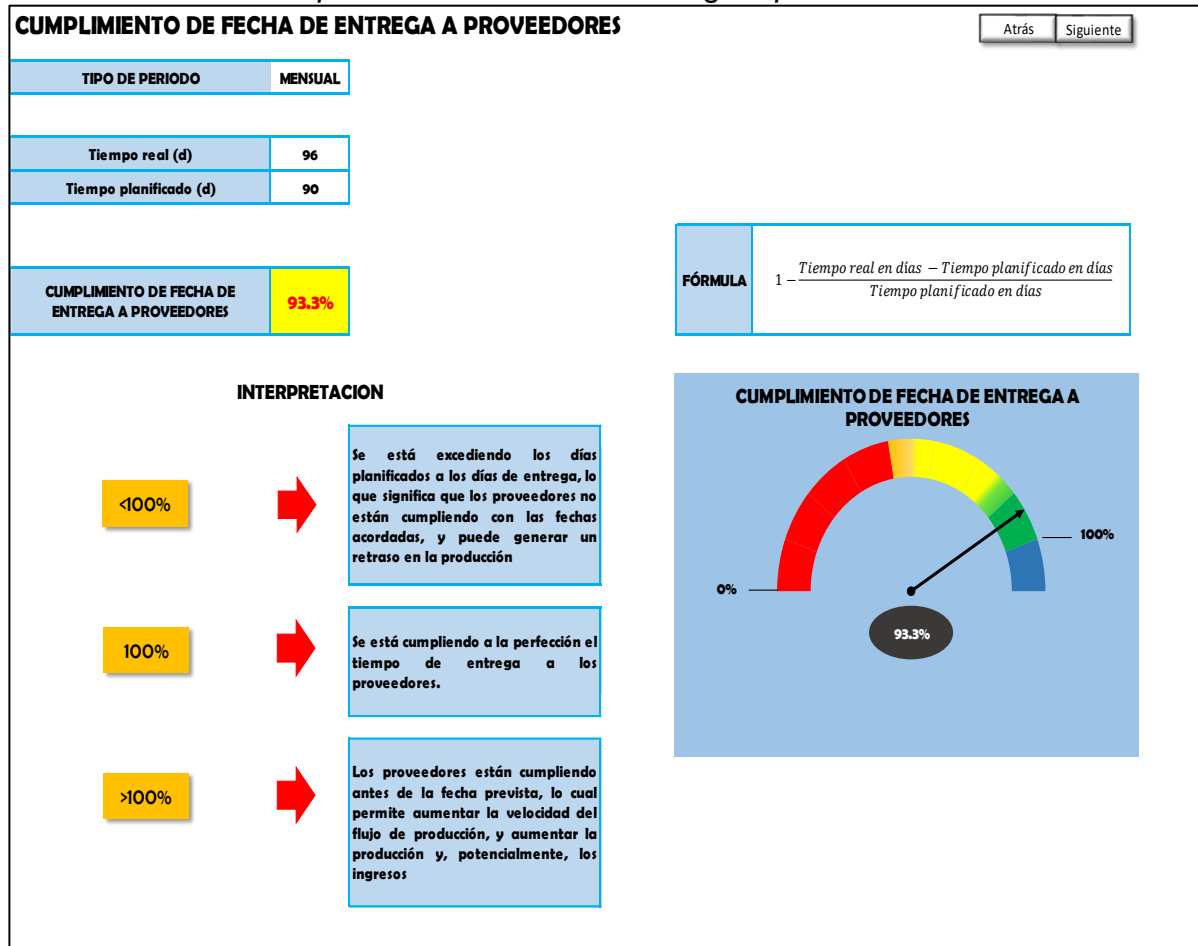 CUMPLIMIENTO DE FECHA DE ENTREGA A PROVEEDORES
Atrás
Siguiente
TIPO DE PERIODO
MENSUAL
Tiempo real (d)
96
Tiempo planificado (d)
90
CUMPLIMIENTO DE FECHA DE
ENTREGA A PROVEEDORES
93.3%
FÓRMULA
1 − (Tiempo real en días − Tiempo planificado en días) / Tiempo planificado en días
INTERPRETACION
<100%
Se está excediendo los días
planificados a los días de entrega, lo
que significa que los proveedores no
están cumpliendo con las fechas
acordadas, y puede generar un
retraso en la producción
100%
Se está cumpliendo a la perfección el
tiempo de entrega a los
proveedores.
>100%
Los proveedores están cumpliendo
antes de la fecha prevista, lo cual
permite aumentar la velocidad del
flujo de producción, y aumentar la
producción y, potencialmente, los
ingresos
CUMPLIMIENTO DE FECHA DE ENTREGA A
PROVEEDORES
100%
0%
93.3%